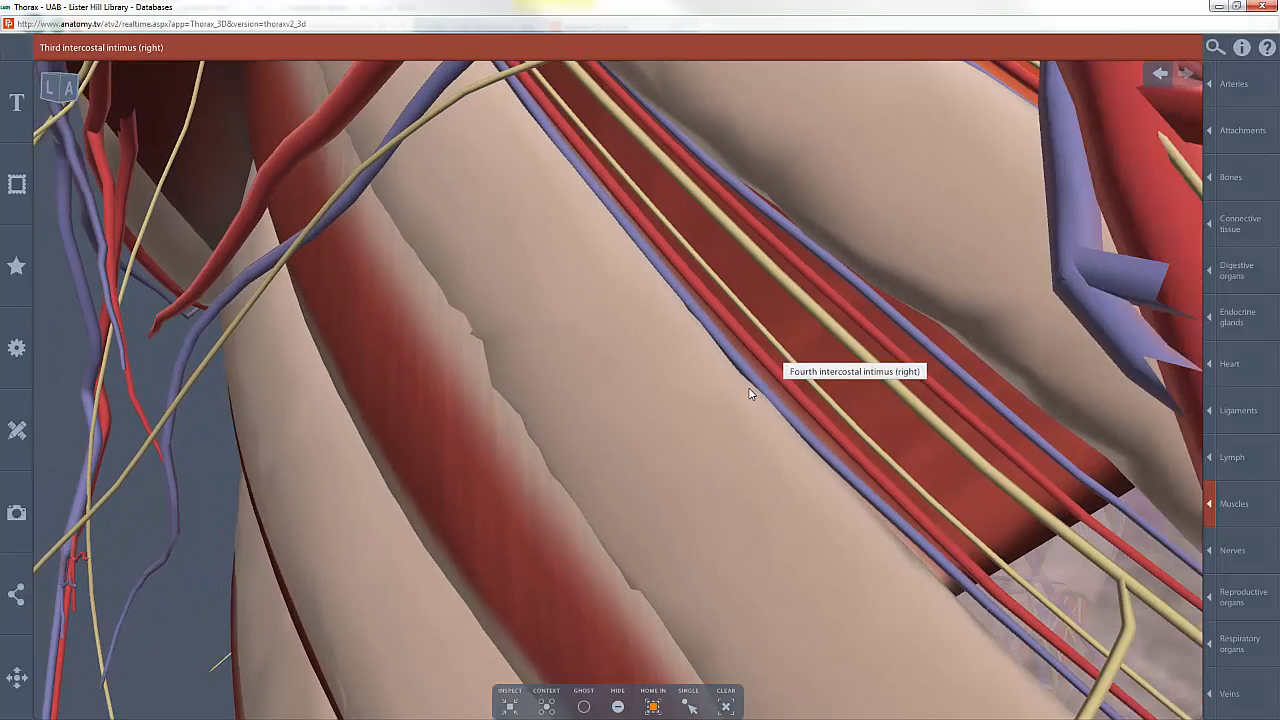 Thorax - UAB - Lister Hill Library - Databases
http://www.anatomy.tv/atv2/realtime.aspx?app=Thorax_3D&version=thoraxv2_3d
Third intercostal intimus (right)
L A
T
Arteries
Attachments
Bones
Connective
tissue
Digestive
organs
Endocrine
glands
Heart
Fourth intercostal intimus (right)
Ligaments
Lymph
Muscles
Nerves
Reproductive
organs
Respiratory
organs
Veins
INSPECT CONTEXT GHOST HIDE HOME IN SINGLE CLEAR